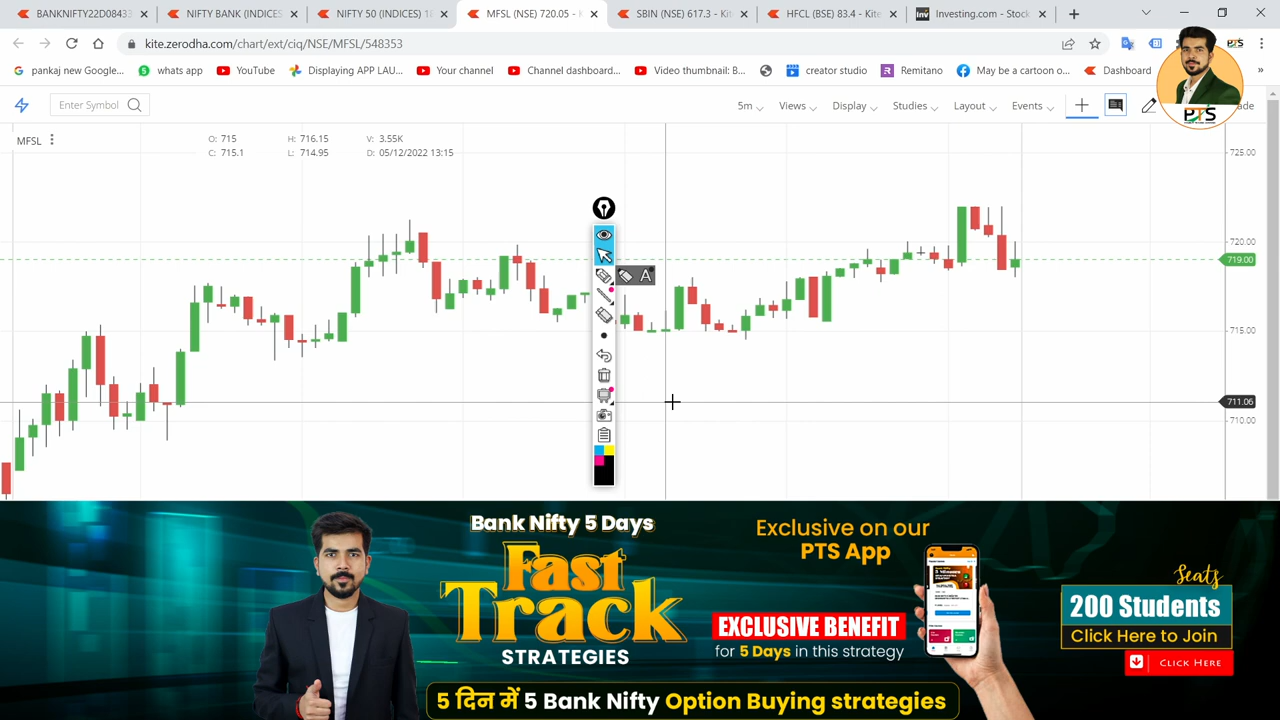 BANKNIFTY22D0843
NIFTY BANK (INDICES
NIFTY 50 (INDICES) 18
MFSL (NSE) 720.05 - K
SBIN (NSE) 617.3 - Kit
HFCL (BSE) 83.4 - Kite
Investing.com - Stock
kite.zerodha.com/chart/ext/ciq/NSE/MFSL/548353
pankaj new Google...
whats app
YouTube
Displaying APP LAU...
Your channel
Channel dashboard...
Video thumbnail: B...
creator studio
Remitano
May be a cartoon o...
Dashboard
PTS
PTS
Enter Symbol
5m
Views
Display
Studies
Layout
Events
ade
MFSL
O: 715
H: 716.15
V: 3.55K
C: 715.1
L: 714.95
D: 05/12/2022 13:15
725.00
720.00
719.00
715.00
711.06
710.00
A
Bank Nifty 5 Days
Fast
Track
STRATEGIES
Exclusive on our
PTS App
EXCLUSIVE BENEFIT
for 5 Days in this strategy
Seats
200 Students
Click Here to Join
CLICK HERE
5 दिन में 5 Bank Nifty Option Buying strategies